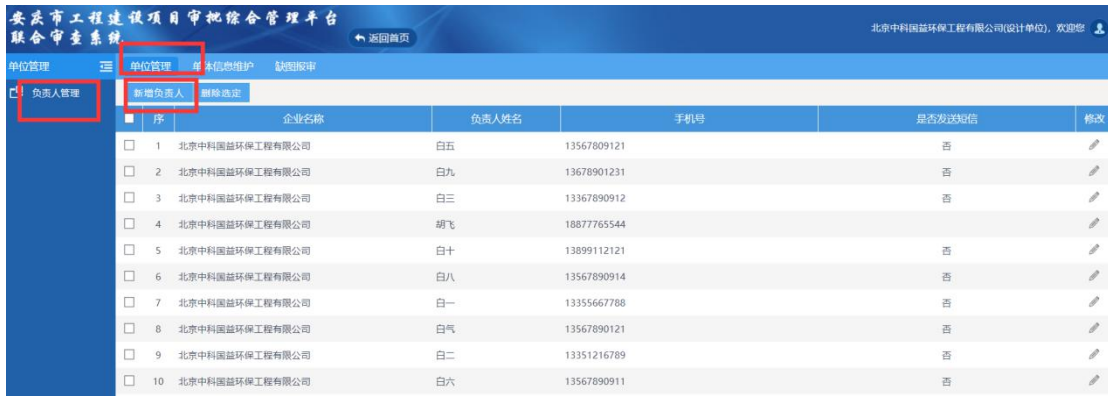 安庆市工程建设项目审批综合管理平台
联合审查系统
返回首页
北京中科国益环保工程有限公司(设计单位), 欢迎您
单位管理
单位管理 单体信息维护 缺图报审
负责人管理
新增负责人 删除选定
序 企业名称 负责人姓名 手机号 是否发送短信 修改
1 北京中科国益环保工程有限公司 白五 13567809121 否
2 北京中科国益环保工程有限公司 白九 13678901231 否
3 北京中科国益环保工程有限公司 白三 13367890912 否
4 北京中科国益环保工程有限公司 胡飞 18877765544
5 北京中科国益环保工程有限公司 白十 13899112121 否
6 北京中科国益环保工程有限公司 白八 13567890914 否
7 北京中科国益环保工程有限公司 白一 13355667788 否
8 北京中科国益环保工程有限公司 白气 13567890121 否
9 北京中科国益环保工程有限公司 白二 13351216789 否
10 北京中科国益环保工程有限公司 白六 13567890911 否